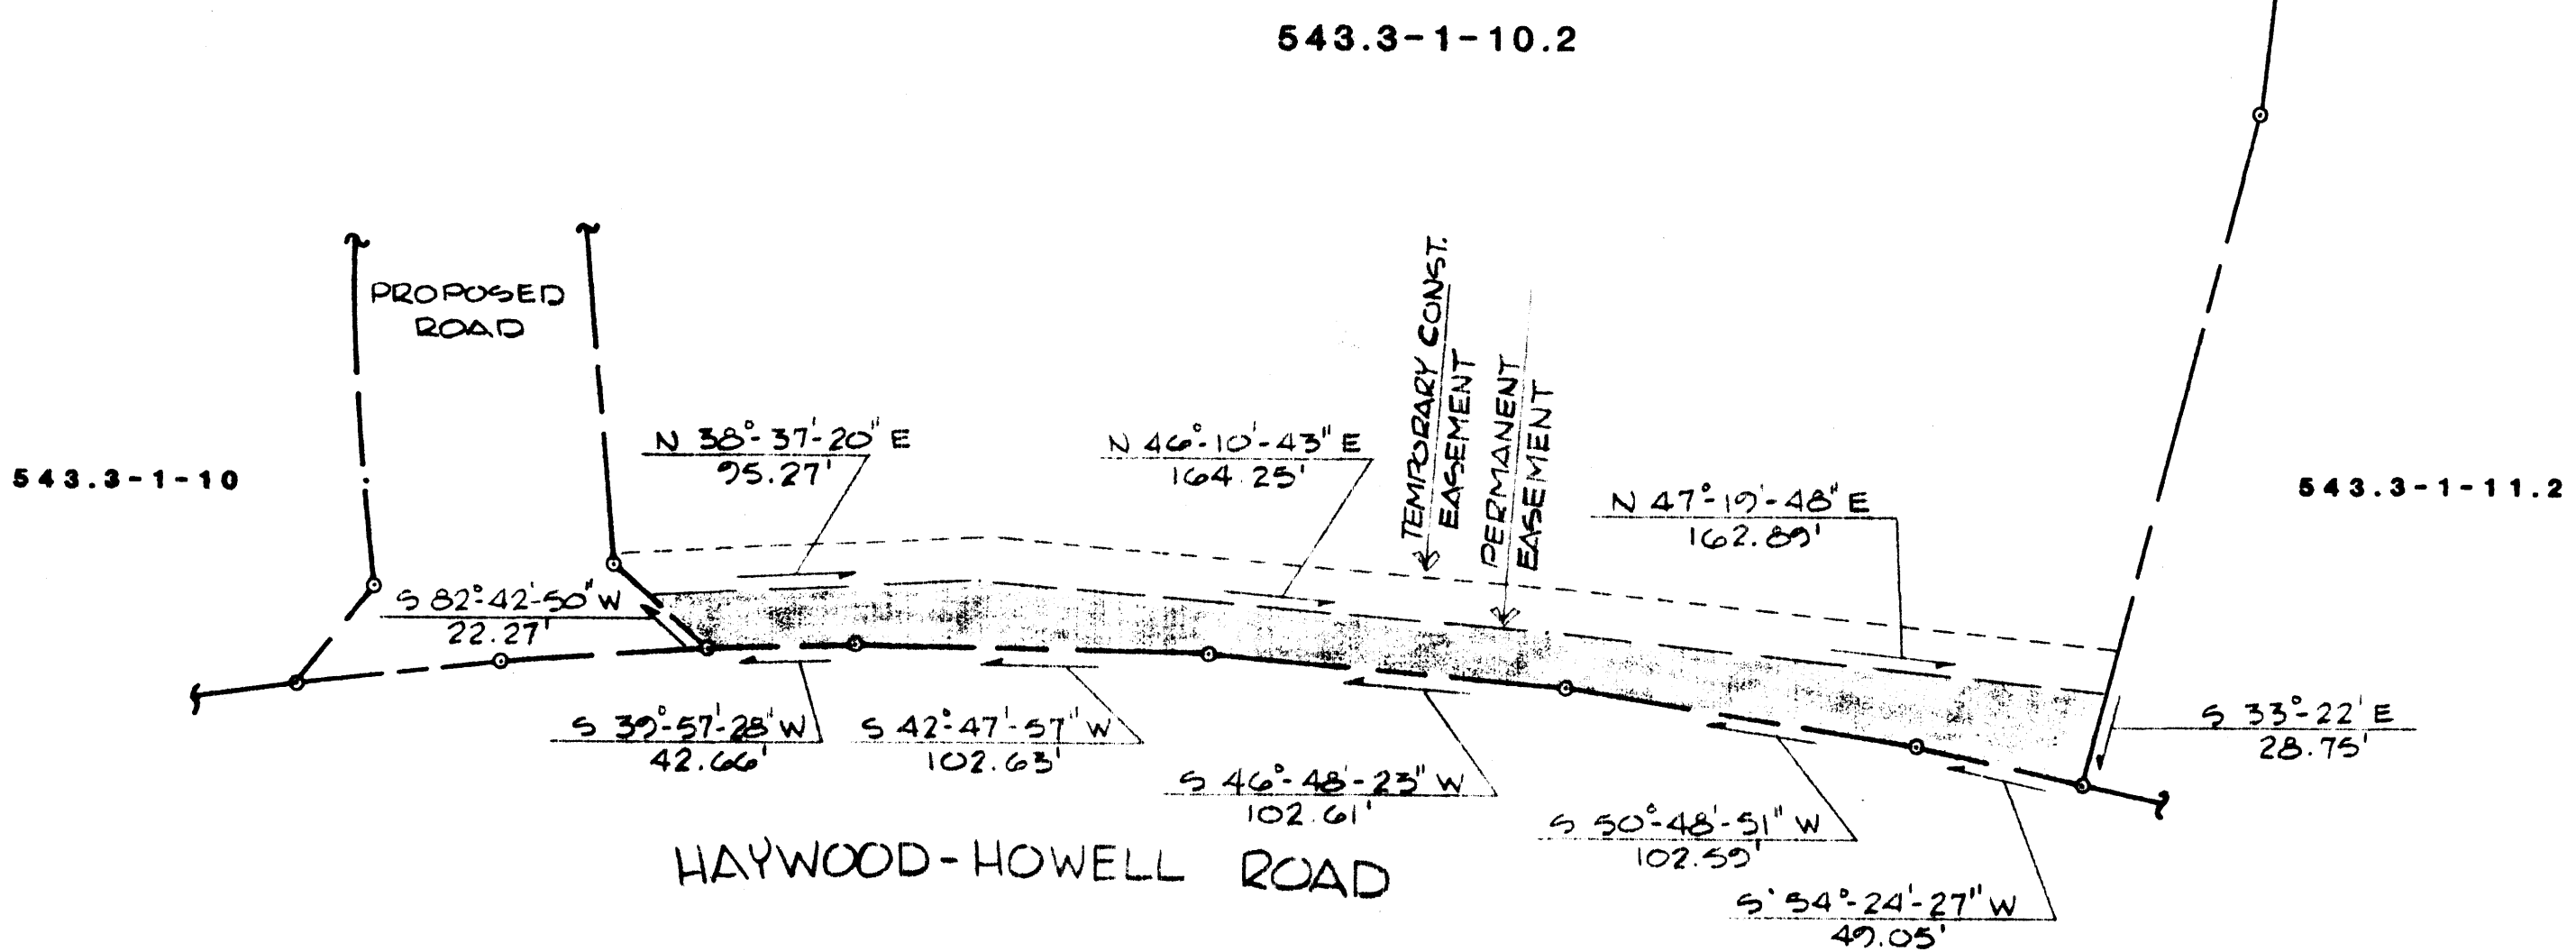 543.3-1-10.2
PROPOSED
ROAD
TEMPORARY CONST.
EASEMENT
PERMANENT
EASEMENT
543.3-1-10
N 38°-37'-20" E
95.27'
N 46°-10'-43" E
164.25'
N 47°-19'-48" E
162.89'
543.3-1-11.2
S 82°-42'-50" W
22.27'
S 39°-57'-28" W
42.66'
S 42°-47'-57" W
102.63'
S 46°-48'-23" W
102.61'
S 50°-48'-51" W
102.59'
S 54°-24'-27" W
49.05'
S 33°-22' E
28.75'
HAYWOOD-HOWELL ROAD